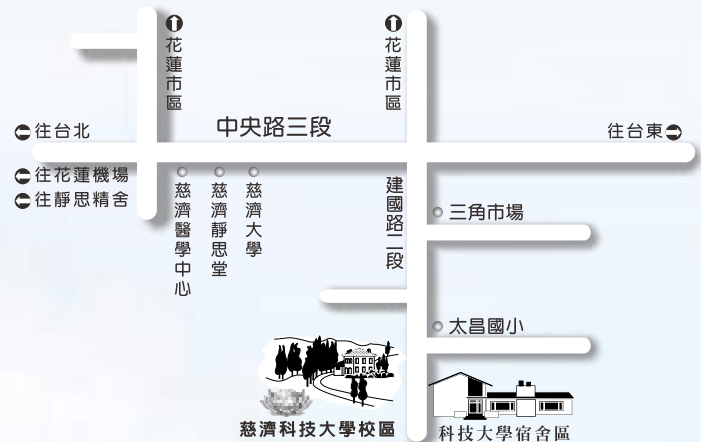 花蓮市區
花蓮市區
中央路三段
往台北
往台東
往花蓮機場
往靜思精舍
慈濟醫學中心
慈濟靜思堂
慈濟大學
建國路二段
三角市場
太昌國小
慈濟科技大學校區
科技大學宿舍區